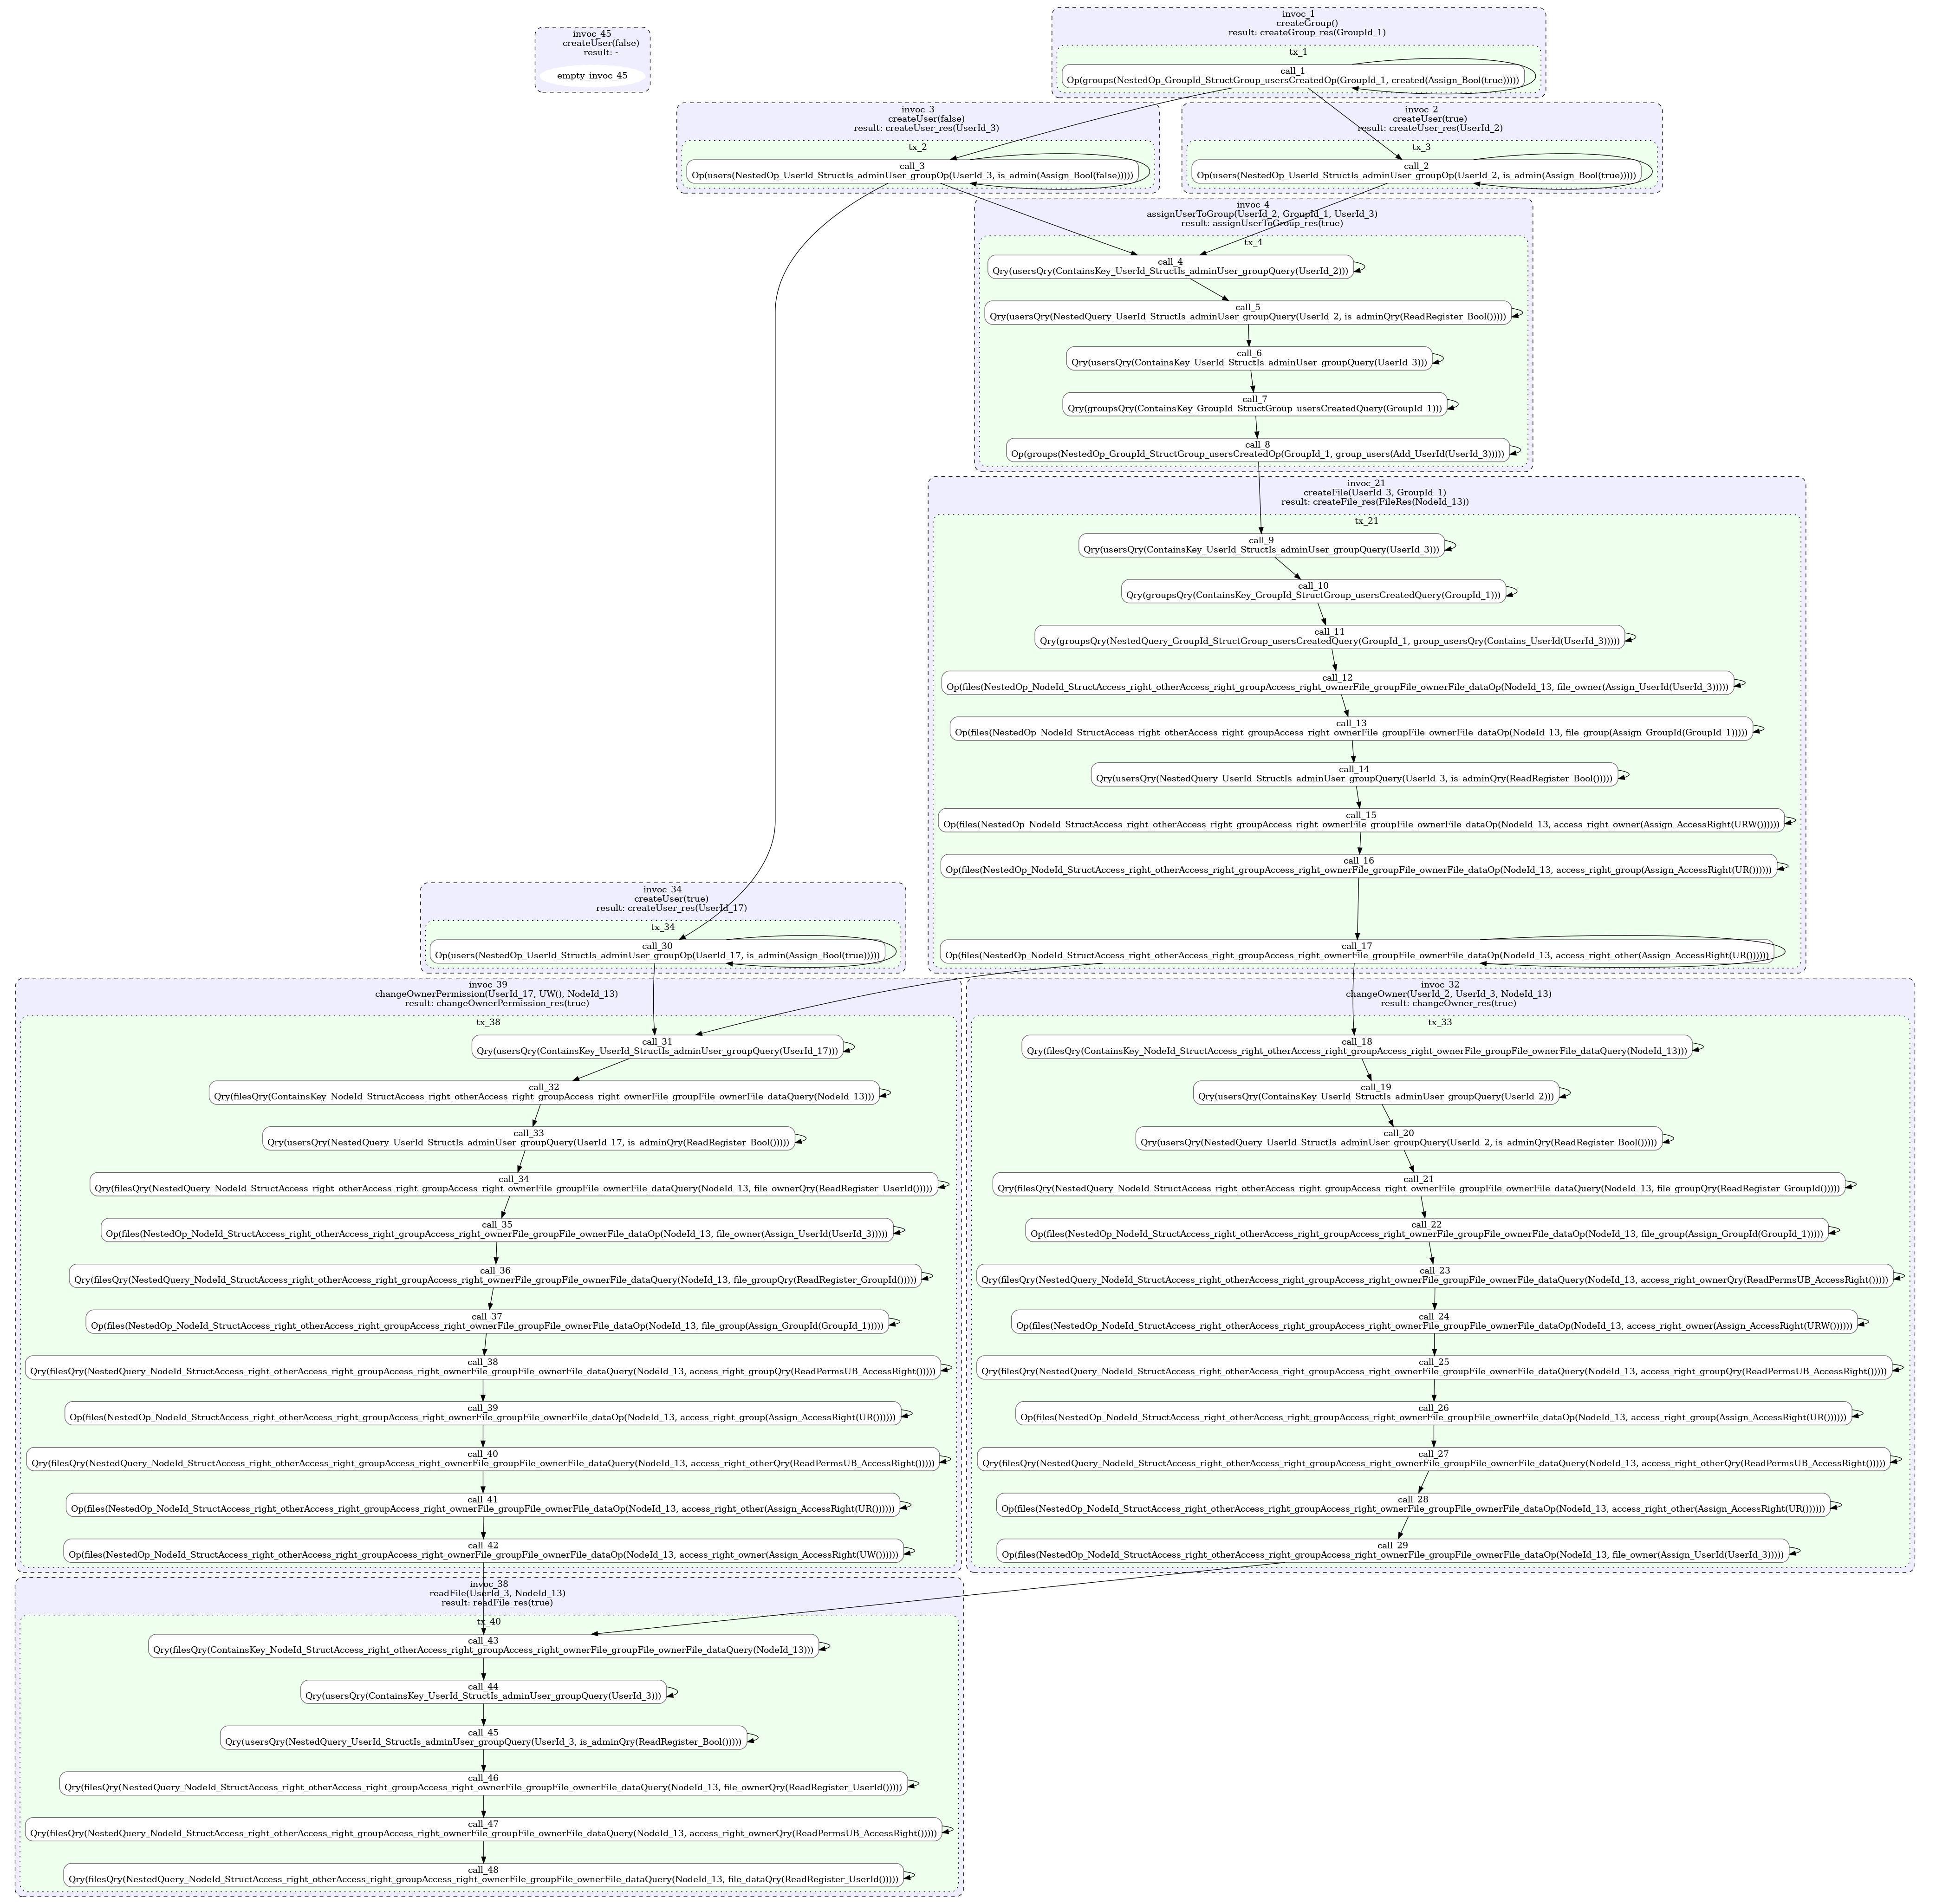 invoc_45
createUser(false)
result: -
empty_invoc_45
invoc_1
createGroup()
result: createGroup_res(GroupId_1)
tx_1
call_1
Op(groups(NestedOp_GroupId_StructGroup_usersCreatedOp(GroupId_1, created(Assign_Bool(true)))))
invoc_3
createUser(false)
result: createUser_res(UserId_3)
tx_2
call_3
Op(users(NestedOp_UserId_StructIs_adminUser_groupOp(UserId_3, is_admin(Assign_Bool(false)))))
invoc_2
createUser(true)
result: createUser_res(UserId_2)
tx_3
call_2
Op(users(NestedOp_UserId_StructIs_adminUser_groupOp(UserId_2, is_admin(Assign_Bool(true)))))
invoc_4
assignUserToGroup(UserId_2, GroupId_1, UserId_3)
result: assignUserToGroup_res(true)
tx_4
call_4
Qry(usersQry(ContainsKey_UserId_StructIs_adminUser_groupQuery(UserId_2)))
call_5
Qry(usersQry(NestedQuery_UserId_StructIs_adminUser_groupQuery(UserId_2, is_adminQry(ReadRegister_Bool()))))
call_6
Qry(usersQry(ContainsKey_UserId_StructIs_adminUser_groupQuery(UserId_3)))
call_7
Qry(groupsQry(ContainsKey_GroupId_StructGroup_usersCreatedQuery(GroupId_1)))
call_8
Op(groups(NestedOp_GroupId_StructGroup_usersCreatedOp(GroupId_1, group_users(Add_UserId(UserId_3)))))
invoc_21
createFile(UserId_3, GroupId_1)
result: createFile_res(FileRes(NodeId_13))
tx_21
call_9
Qry(usersQry(ContainsKey_UserId_StructIs_adminUser_groupQuery(UserId_3)))
call_10
Qry(groupsQry(ContainsKey_GroupId_StructGroup_usersCreatedQuery(GroupId_1)))
call_11
Qry(groupsQry(NestedQuery_GroupId_StructGroup_usersCreatedQuery(GroupId_1, group_usersQry(Contains_UserId(UserId_3)))))
call_12
Op(files(NestedOp_NodeId_StructAccess_right_otherAccess_right_groupAccess_right_ownerFile_groupFile_ownerFile_dataOp(NodeId_13, file_owner(Assign_UserId(UserId_3)))))
call_13
Op(files(NestedOp_NodeId_StructAccess_right_otherAccess_right_groupAccess_right_ownerFile_groupFile_ownerFile_dataOp(NodeId_13, file_group(Assign_GroupId(GroupId_1)))))
call_14
Qry(usersQry(NestedQuery_UserId_StructIs_adminUser_groupQuery(UserId_3, is_adminQry(ReadRegister_Bool()))))
call_15
Op(files(NestedOp_NodeId_StructAccess_right_otherAccess_right_groupAccess_right_ownerFile_groupFile_ownerFile_dataOp(NodeId_13, access_right_owner(Assign_AccessRight(URW())))))
call_16
Op(files(NestedOp_NodeId_StructAccess_right_otherAccess_right_groupAccess_right_ownerFile_groupFile_ownerFile_dataOp(NodeId_13, access_right_group(Assign_AccessRight(UR())))))
call_17
Op(files(NestedOp_NodeId_StructAccess_right_otherAccess_right_groupAccess_right_ownerFile_groupFile_ownerFile_dataOp(NodeId_13, access_right_other(Assign_AccessRight(UR())))))
invoc_34
createUser(true)
result: createUser_res(UserId_17)
tx_34
call_30
Op(users(NestedOp_UserId_StructIs_adminUser_groupOp(UserId_17, is_admin(Assign_Bool(true)))))
invoc_39
changeOwnerPermission(UserId_17, UW(), NodeId_13)
result: changeOwnerPermission_res(true)
tx_38
call_31
Qry(usersQry(ContainsKey_UserId_StructIs_adminUser_groupQuery(UserId_17)))
call_32
Qry(filesQry(ContainsKey_NodeId_StructAccess_right_otherAccess_right_groupAccess_right_ownerFile_groupFile_ownerFile_dataQuery(NodeId_13)))
call_33
Qry(usersQry(NestedQuery_UserId_StructIs_adminUser_groupQuery(UserId_17, is_adminQry(ReadRegister_Bool()))))
call_34
Qry(filesQry(NestedQuery_NodeId_StructAccess_right_otherAccess_right_groupAccess_right_ownerFile_groupFile_ownerFile_dataQuery(NodeId_13, file_ownerQry(ReadRegister_UserId()))))
call_35
Op(files(NestedOp_NodeId_StructAccess_right_otherAccess_right_groupAccess_right_ownerFile_groupFile_ownerFile_dataOp(NodeId_13, file_owner(Assign_UserId(UserId_3)))))
call_36
Qry(filesQry(NestedQuery_NodeId_StructAccess_right_otherAccess_right_groupAccess_right_ownerFile_groupFile_ownerFile_dataQuery(NodeId_13, file_groupQry(ReadRegister_GroupId()))))
call_37
Op(files(NestedOp_NodeId_StructAccess_right_otherAccess_right_groupAccess_right_ownerFile_groupFile_ownerFile_dataOp(NodeId_13, file_group(Assign_GroupId(GroupId_1)))))
call_38
Qry(filesQry(NestedQuery_NodeId_StructAccess_right_otherAccess_right_groupAccess_right_ownerFile_groupFile_ownerFile_dataQuery(NodeId_13, access_right_groupQry(ReadPermsUB_AccessRight()))))
call_39
Op(files(NestedOp_NodeId_StructAccess_right_otherAccess_right_groupAccess_right_ownerFile_groupFile_ownerFile_dataOp(NodeId_13, access_right_group(Assign_AccessRight(UR())))))
call_40
Qry(filesQry(NestedQuery_NodeId_StructAccess_right_otherAccess_right_groupAccess_right_ownerFile_groupFile_ownerFile_dataQuery(NodeId_13, access_right_otherQry(ReadPermsUB_AccessRight()))))
call_41
Op(files(NestedOp_NodeId_StructAccess_right_otherAccess_right_groupAccess_right_ownerFile_groupFile_ownerFile_dataOp(NodeId_13, access_right_other(Assign_AccessRight(UR())))))
call_42
Op(files(NestedOp_NodeId_StructAccess_right_otherAccess_right_groupAccess_right_ownerFile_groupFile_ownerFile_dataOp(NodeId_13, access_right_owner(Assign_AccessRight(UW())))))
invoc_32
changeOwner(UserId_2, UserId_3, NodeId_13)
result: changeOwner_res(true)
tx_33
call_18
Qry(filesQry(ContainsKey_NodeId_StructAccess_right_otherAccess_right_groupAccess_right_ownerFile_groupFile_ownerFile_dataQuery(NodeId_13)))
call_19
Qry(usersQry(ContainsKey_UserId_StructIs_adminUser_groupQuery(UserId_2)))
call_20
Qry(usersQry(NestedQuery_UserId_StructIs_adminUser_groupQuery(UserId_2, is_adminQry(ReadRegister_Bool()))))
call_21
Qry(filesQry(NestedQuery_NodeId_StructAccess_right_otherAccess_right_groupAccess_right_ownerFile_groupFile_ownerFile_dataQuery(NodeId_13, file_groupQry(ReadRegister_GroupId()))))
call_22
Op(files(NestedOp_NodeId_StructAccess_right_otherAccess_right_groupAccess_right_ownerFile_groupFile_ownerFile_dataOp(NodeId_13, file_group(Assign_GroupId(GroupId_1)))))
call_23
Qry(filesQry(NestedQuery_NodeId_StructAccess_right_otherAccess_right_groupAccess_right_ownerFile_groupFile_ownerFile_dataQuery(NodeId_13, access_right_ownerQry(ReadPermsUB_AccessRight()))))
call_24
Op(files(NestedOp_NodeId_StructAccess_right_otherAccess_right_groupAccess_right_ownerFile_groupFile_ownerFile_dataOp(NodeId_13, access_right_owner(Assign_AccessRight(URW())))))
call_25
Qry(filesQry(NestedQuery_NodeId_StructAccess_right_otherAccess_right_groupAccess_right_ownerFile_groupFile_ownerFile_dataQuery(NodeId_13, access_right_groupQry(ReadPermsUB_AccessRight()))))
call_26
Op(files(NestedOp_NodeId_StructAccess_right_otherAccess_right_groupAccess_right_ownerFile_groupFile_ownerFile_dataOp(NodeId_13, access_right_group(Assign_AccessRight(UR())))))
call_27
Qry(filesQry(NestedQuery_NodeId_StructAccess_right_otherAccess_right_groupAccess_right_ownerFile_groupFile_ownerFile_dataQuery(NodeId_13, access_right_otherQry(ReadPermsUB_AccessRight()))))
call_28
Op(files(NestedOp_NodeId_StructAccess_right_otherAccess_right_groupAccess_right_ownerFile_groupFile_ownerFile_dataOp(NodeId_13, access_right_other(Assign_AccessRight(UR())))))
call_29
Op(files(NestedOp_NodeId_StructAccess_right_otherAccess_right_groupAccess_right_ownerFile_groupFile_ownerFile_dataOp(NodeId_13, file_owner(Assign_UserId(UserId_3)))))
invoc_38
readFile(UserId_3, NodeId_13)
result: readFile_res(true)
tx_40
call_43
Qry(filesQry(ContainsKey_NodeId_StructAccess_right_otherAccess_right_groupAccess_right_ownerFile_groupFile_ownerFile_dataQuery(NodeId_13)))
call_44
Qry(usersQry(ContainsKey_UserId_StructIs_adminUser_groupQuery(UserId_3)))
call_45
Qry(usersQry(NestedQuery_UserId_StructIs_adminUser_groupQuery(UserId_3, is_adminQry(ReadRegister_Bool()))))
call_46
Qry(filesQry(NestedQuery_NodeId_StructAccess_right_otherAccess_right_groupAccess_right_ownerFile_groupFile_ownerFile_dataQuery(NodeId_13, file_ownerQry(ReadRegister_UserId()))))
call_47
Qry(filesQry(NestedQuery_NodeId_StructAccess_right_otherAccess_right_groupAccess_right_ownerFile_groupFile_ownerFile_dataQuery(NodeId_13, access_right_ownerQry(ReadPermsUB_AccessRight()))))
call_48
Qry(filesQry(NestedQuery_NodeId_StructAccess_right_otherAccess_right_groupAccess_right_ownerFile_groupFile_ownerFile_dataQuery(NodeId_13, file_dataQry(ReadRegister_UserId()))))